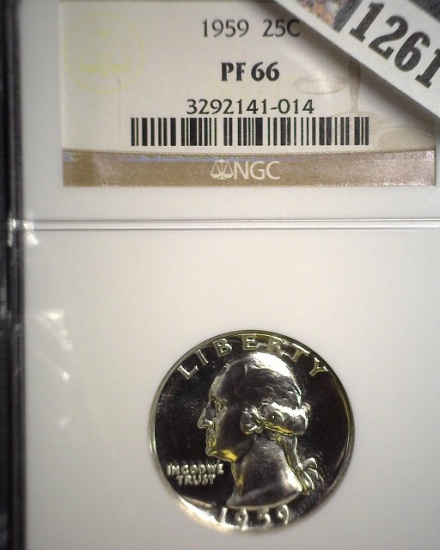 1959 25C
PF 66
3292141-014
NGC
1261
LIBERTY
IN GOD WE
TRUST
1959